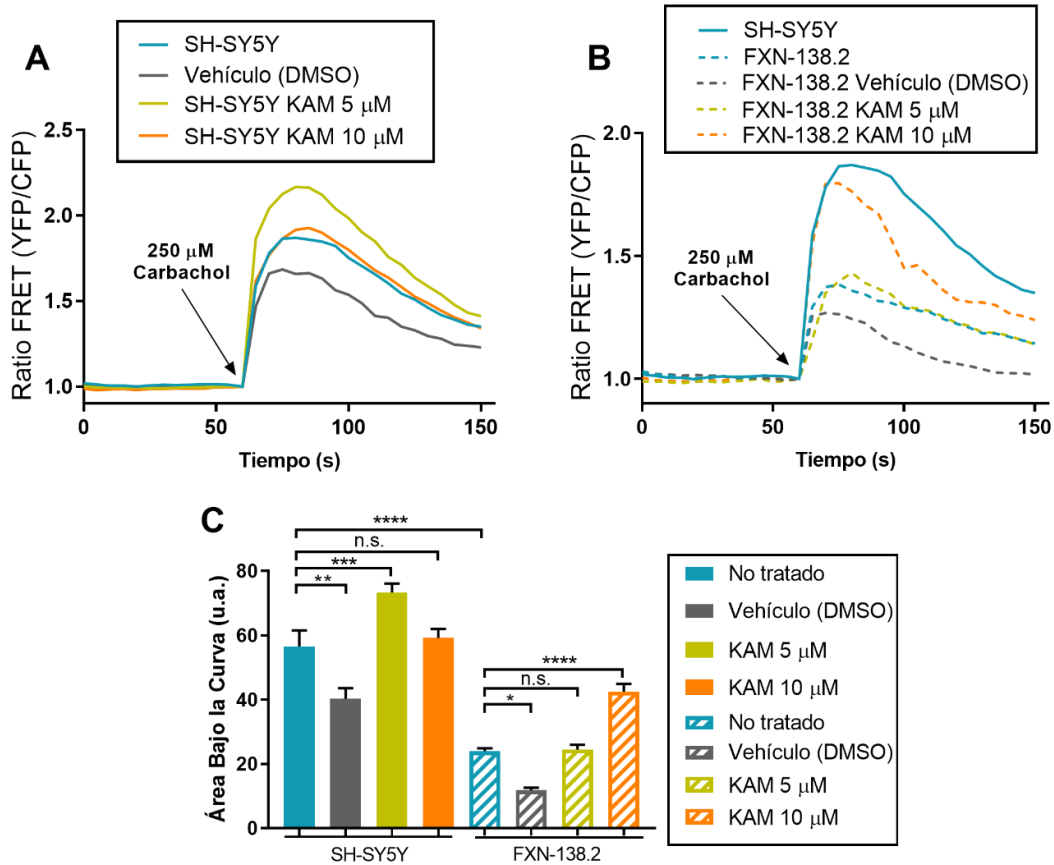 A
SH-SY5Y
Vehículo (DMSO)
SH-SY5Y KAM 5 μM
SH-SY5Y KAM 10 μM
Ratio FRET (YFP/CFP)
2.5
2.0
1.5
1.0
250 μM
Carbachol
0
50
100
150
Tiempo (s)
B
SH-SY5Y
FXN-138.2
FXN-138.2 Vehículo (DMSO)
FXN-138.2 KAM 5 μM
FXN-138.2 KAM 10 μM
Ratio FRET (YFP/CFP)
2.0
1.5
1.0
250 μM
Carbachol
0
50
100
150
Tiempo (s)
C
Área Bajo la Curva (u.a.)
80
60
40
20
0
****
n.s.
***
**
****
n.s.
*
SH-SY5Y
FXN-138.2
No tratado
Vehículo (DMSO)
KAM 5 μM
KAM 10 μM
No tratado
Vehículo (DMSO)
KAM 5 μM
KAM 10 μM